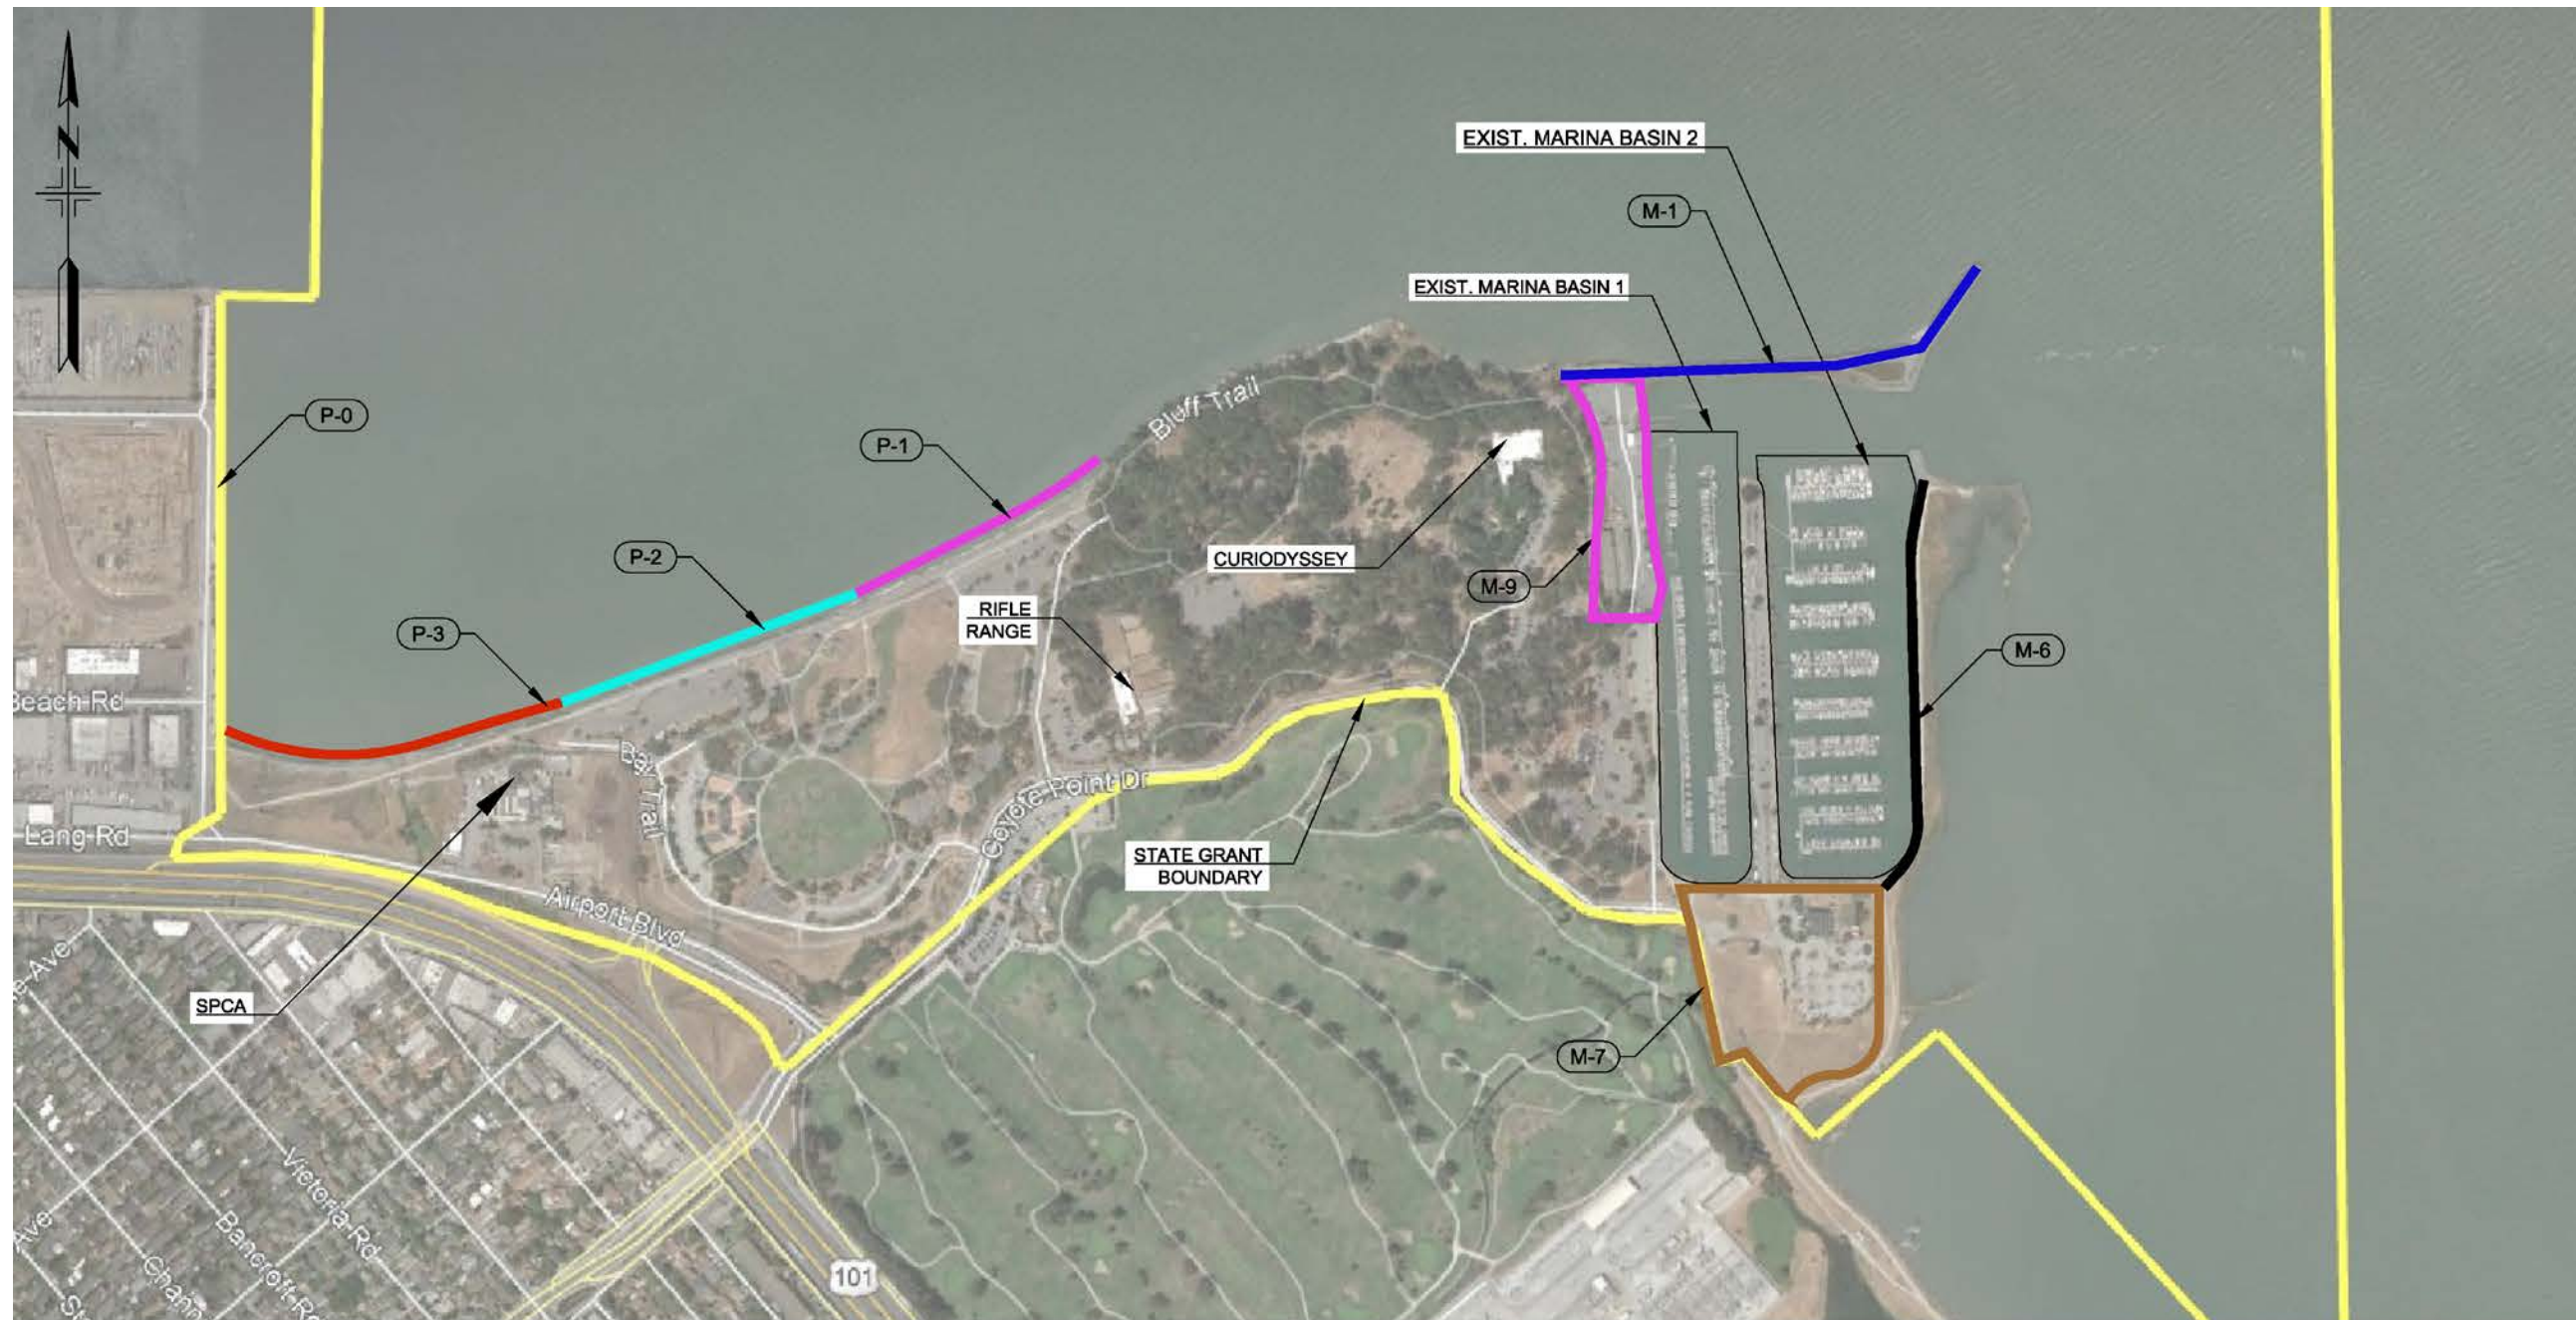 N
EXIST. MARINA BASIN 2
M-1
EXIST. MARINA BASIN 1
Bluff Trail
P-0
P-1
CURIODYSSEY
P-2
M-9
RIFLE
RANGE
P-3
M-6
Beach Rd
Bay Trail
Coyote Point Dr
Lang Rd
STATE GRANT
BOUNDARY
Airport Blvd
SPCA
M-7
Ave
Victoria Rd
Bancroft
Ave
101